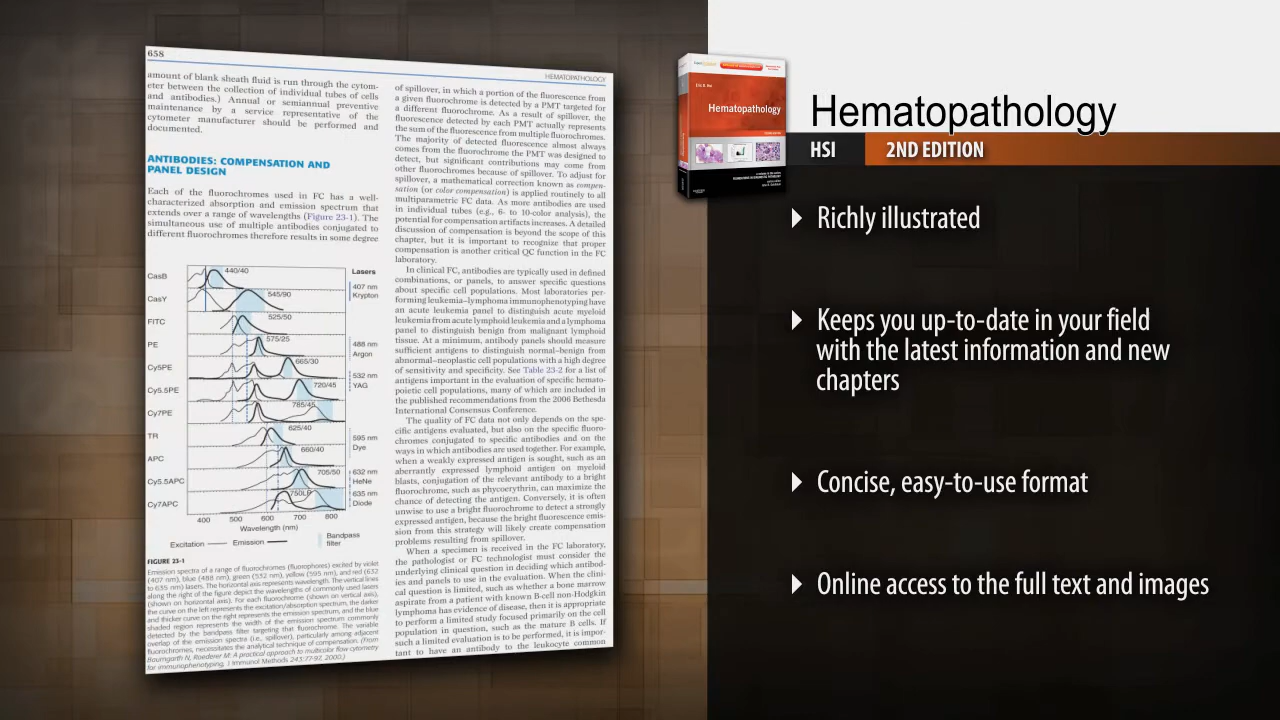 658
HEMATOPATHOLOGY
amount of blank sheath fluid is run through the cytom-
eter between the collection of individual tubes of cells
and antibodies.) Annual or semiannual preventive
maintenance by a service representative of the
cytometer manufacturer should be performed and
documented.
ANTIBODIES: COMPENSATION AND
PANEL DESIGN
Each of the fluorochromes used in FC has a well-
characterized absorption and emission spectrum that
extends over a range of wavelengths (Figure 23-1). The
simultaneous use of multiple antibodies conjugated to
different fluorochromes therefore results in some degree
CasB
CasY
FITC
PE
Cy5PE
Cy5.5PE
Cy7PE
TR
APC
Cy5.5APC
Cy7APC
440/40
545/90
525/50
575/25
665/30
720/45
785/45
625/40
660/40
705/50
750LP
Lasers
407 nm
Krypton
488 nm
Argon
532 nm
YAG
595 nm
Dye
632 nm
HeNe
635 nm
Diode
400 500 600 700 800
Wavelength (nm)
Excitation Emission
Bandpass
filter
FIGURE 23-1
Emission spectra of a range of fluorochromes (fluorophores) excited by violet
(407 nm), blue (488 nm), green (532 nm), yellow (595 nm), and red (632
to 635 nm) lasers. The horizontal axis represents wavelength. The vertical lines
along the right of the figure depict the wavelengths of commonly used lasers
(shown on horizontal axis). For each fluorochrome (shown on vertical axis),
the curve on the left represents the excitation/absorption spectrum, the darker
and thicker curve on the right represents the emission spectrum, and the blue
shaded region represents the width of the emission spectrum commonly
detected by the bandpass filter targeting that fluorochrome. The variable
overlap of the emission spectra (i.e., spillover), particularly among adjacent
fluorochromes, necessitates the analytical technique of compensation. (From
Baumgarth N, Roederer M: A practical approach to multicolor flow cytometry
for immunophenotyping, J Immunol Methods 243:77-97, 2000.)
of spillover, in which a portion of the fluorescence from
a given fluorochrome is detected by a PMT targeted for
a different fluorochrome. As a result of spillover, the
fluorescence detected by each PMT actually represents
the sum of the fluorescence from multiple fluorochromes.
The majority of detected fluorescence almost always
comes from the fluorochrome the PMT was designed to
detect, but significant contributions may come from
other fluorochromes because of spillover. To adjust for
spillover, a mathematical correction known as compen-
sation (or color compensation) is applied routinely to all
multiparametric FC data. As more antibodies are used
in individual tubes (e.g., 6- to 10-color analysis), the
potential for compensation artifacts increases. A detailed
discussion of compensation is beyond the scope of this
chapter, but it is important to recognize that proper
compensation is another critical QC function in the FC
laboratory.
In clinical FC, antibodies are typically used in defined
combinations, or panels, to answer specific questions
about specific cell populations. Most laboratories per-
forming leukemia–lymphoma immunophenotyping have
an acute leukemia panel to distinguish acute myeloid
leukemia from acute lymphoid leukemia and a lymphoma
panel to distinguish benign from malignant lymphoid
tissue. At a minimum, antibody panels should measure
sufficient antigens to distinguish normal–benign from
abnormal–neoplastic cell populations with a high degree
of sensitivity and specificity. See Table 23-2 for a list of
antigens important in the evaluation of specific hemato-
poietic cell populations, many of which are included in
the published recommendations from the 2006 Bethesda
International Consensus Conference.
The quality of FC data not only depends on the spe-
cific antigens evaluated, but also on the specific fluoro-
chromes conjugated to specific antibodies and on the
ways in which antibodies are used together. For example,
when a weakly expressed antigen is sought, such as an
aberrantly expressed lymphoid antigen on myeloid
blasts, conjugation of the relevant antibody to a bright
fluorochrome, such as phycoerythrin, can maximize the
chance of detecting the antigen. Conversely, it is often
unwise to use a bright fluorochrome to detect a strongly
expressed antigen, because the bright fluorescence emis-
sion from this strategy will likely create compensation
problems resulting from spillover.
When a specimen is received in the FC laboratory,
the pathologist or FC technologist must consider the
underlying clinical question in deciding which antibod-
ies and panels to use in the evaluation. When the clini-
cal question is limited, such as whether a bone marrow
aspirate from a patient with known B-cell non-Hodgkin
lymphoma has evidence of disease, then it is appropriate
to perform a limited study focused primarily on the cell
population in question, such as the mature B cells. If
such a limited evaluation is to be performed, it is impor-
tant to have an antibody to the leukocyte common
Hematopathology
Hematopathology
HSI
2ND EDITION
Richly illustrated
Keeps you up-to-date in your field
with the latest information and new
chapters
Concise, easy-to-use format
Online access to the full text and images